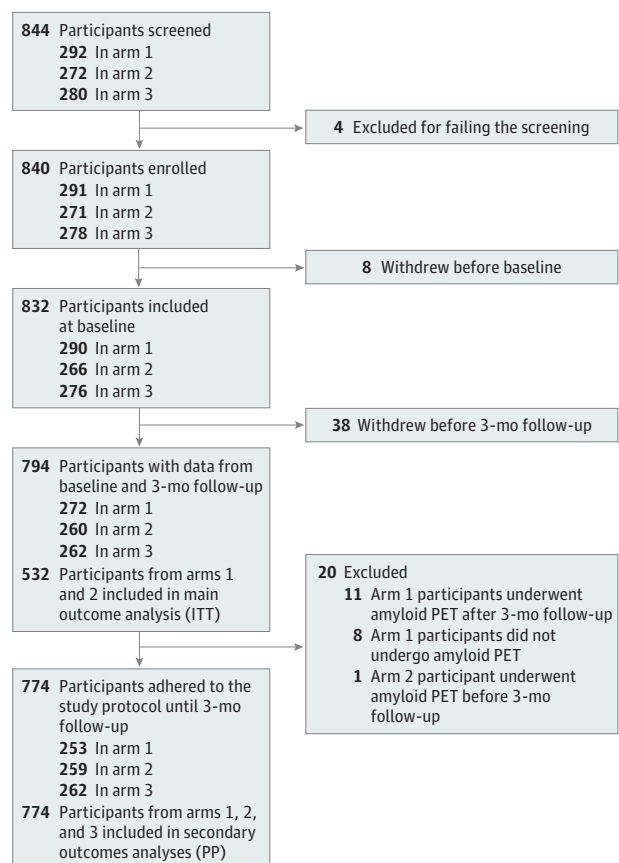 844 Participants screened
292 In arm 1
272 In arm 2
280 In arm 3
4 Excluded for failing the screening
840 Participants enrolled
291 In arm 1
271 In arm 2
278 In arm 3
8 Withdrew before baseline
832 Participants included
at baseline
290 In arm 1
266 In arm 2
276 In arm 3
38 Withdrew before 3-mo follow-up
794 Participants with data from
baseline and 3-mo follow-up
272 In arm 1
260 In arm 2
262 In arm 3
532 Participants from arms 1
and 2 included in main
outcome analysis (ITT)
20 Excluded
11 Arm 1 participants underwent
amyloid PET after 3-mo follow-up
8 Arm 1 participants did not
undergo amyloid PET
1 Arm 2 participant underwent
amyloid PET before 3-mo
follow-up
774 Participants adhered to the
study protocol until 3-mo
follow-up
253 In arm 1
259 In arm 2
262 In arm 3
774 Participants from arms 1, 2,
and 3 included in secondary
outcomes analyses (PP)